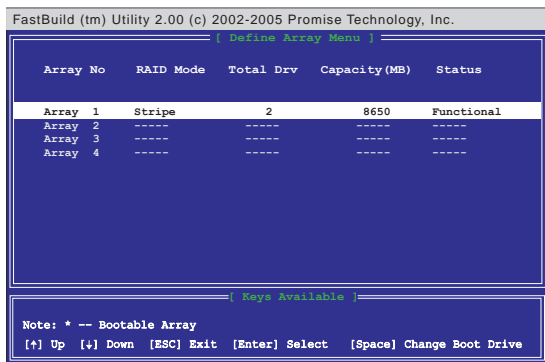 FastBuild (tm) Utility 2.00 (c) 2002-2005 Promise Technology, Inc.
[ Define Array Menu ]
Array No RAID Mode Total Drv Capacity(MB) Status
Array 1 Stripe 2 8650 Functional
Array 2 ----- ---- ----- -----
Array 3 ----- ---- ----- -----
Array 4 ----- ---- ----- -----
[ Keys Available ]
Note: * -- Bootable Array
[↑] Up [↓] Down [ESC] Exit [Enter] Select [Space] Change Boot Drive